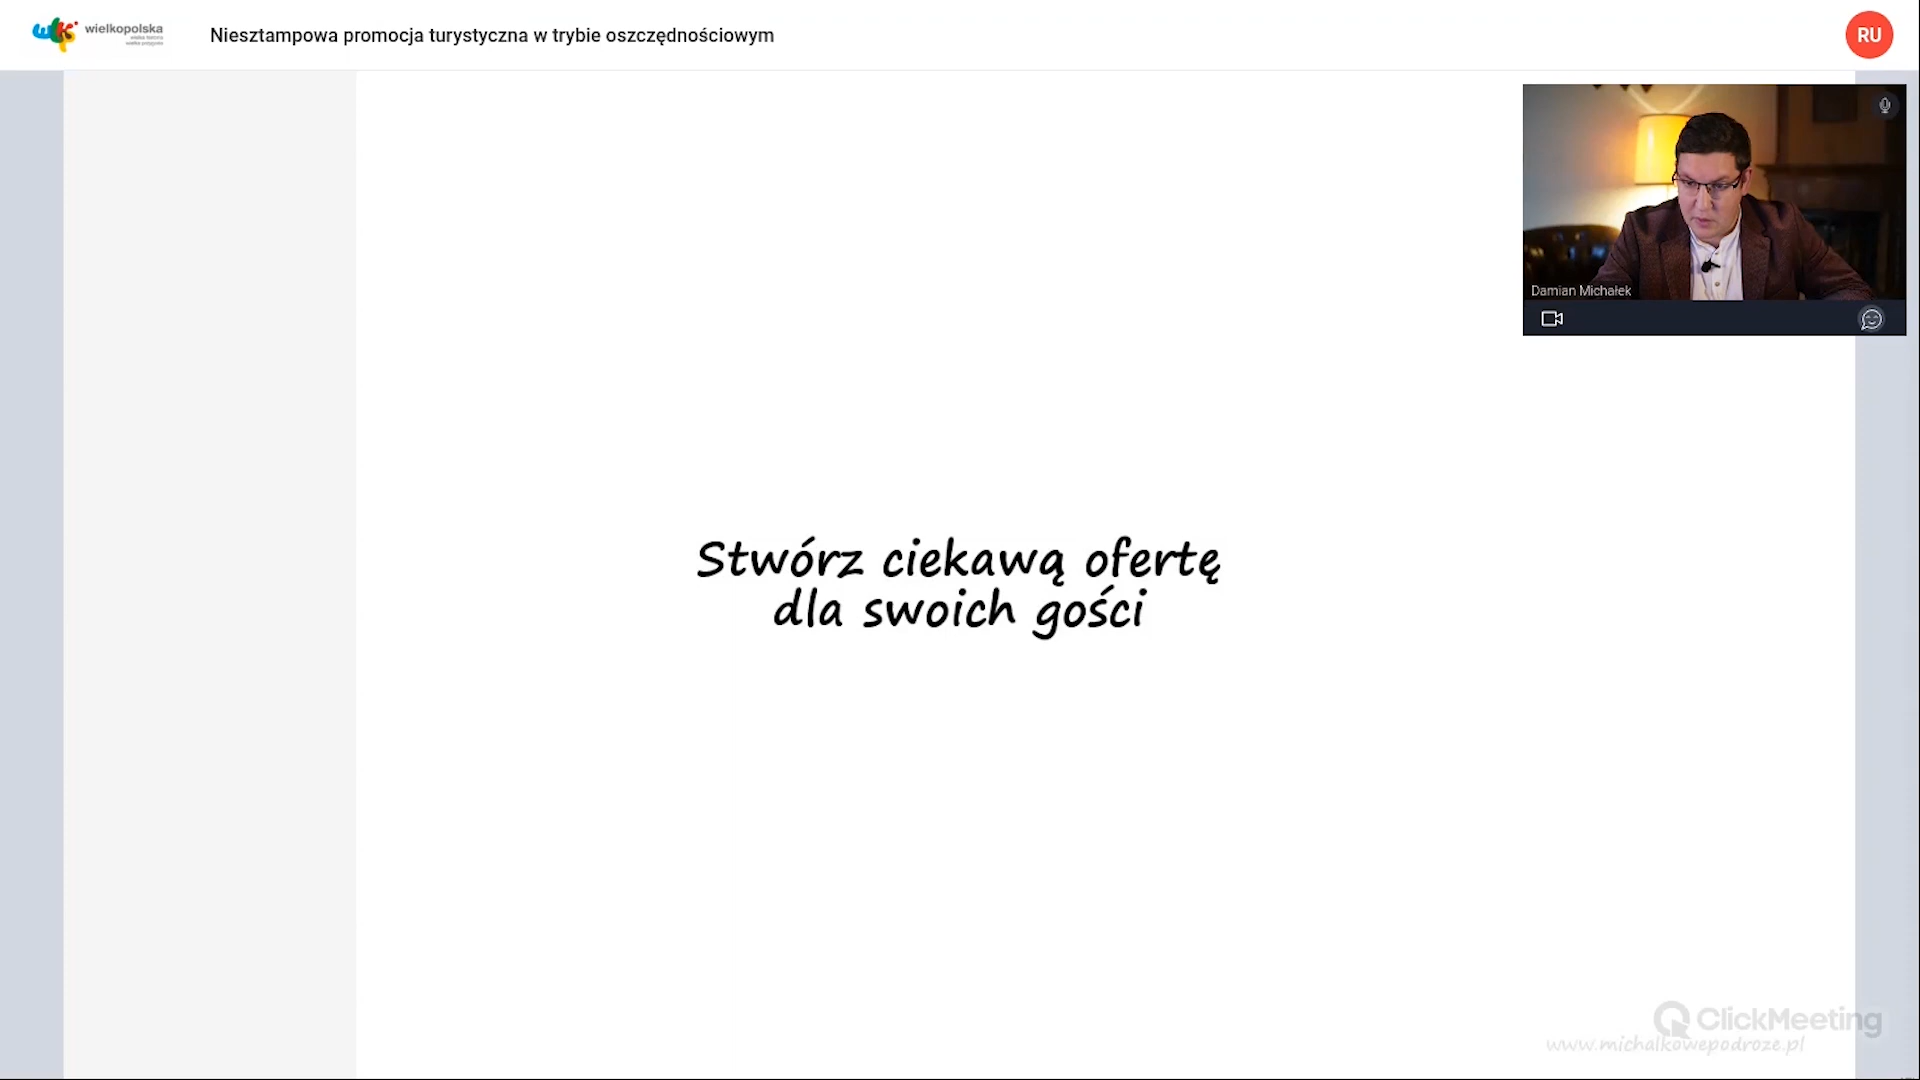 wielkopolska
Niesztampowa promocja turystyczna w trybie oszczędnościowym
RU
Damian Michałek
Stwórz ciekawą ofertę
dla swoich gości
ClickMeeting
www.michalkowepodroze.pl